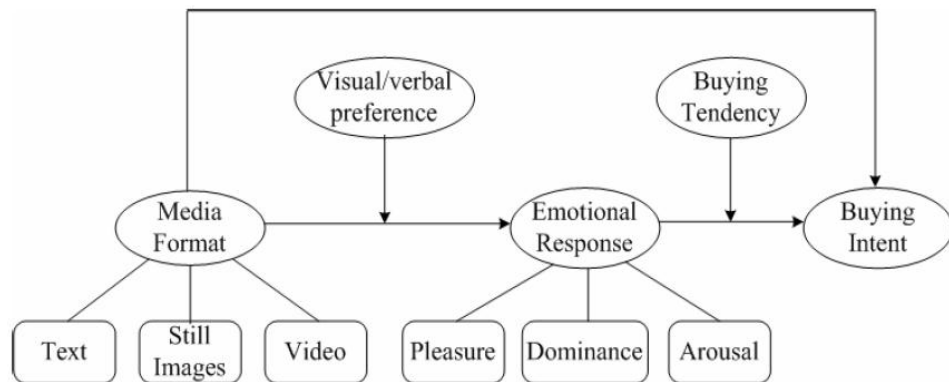 Visual/verbal
preference
Buying
Tendency
Media
Format
Emotional
Response
Buying
Intent
Text
Still
Images
Video
Pleasure
Dominance
Arousal